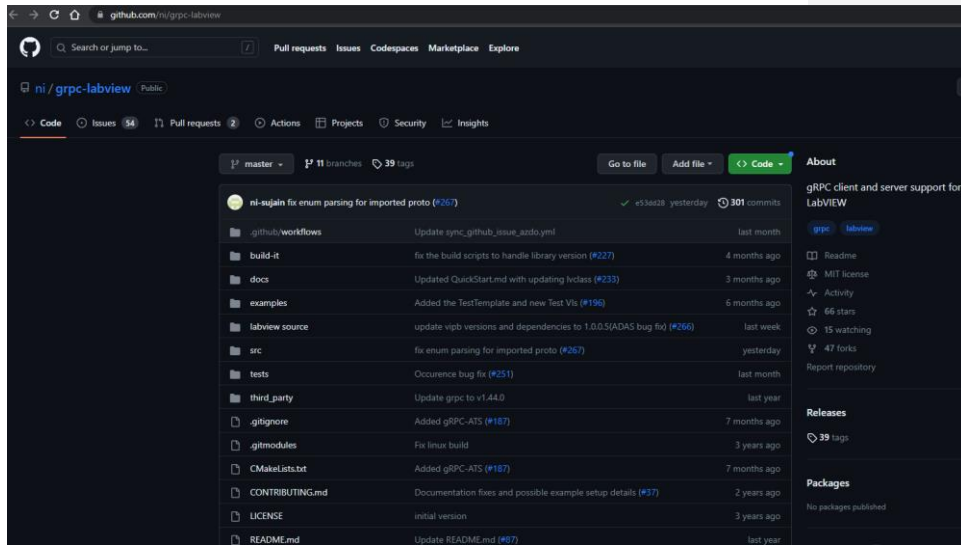 github.com/ni/grpc-labview
Search or jump to... /
Pull requests Issues Codespaces Marketplace Explore
ni / grpc-labview Public
Code Issues 54 Pull requests 2 Actions Projects Security Insights
master 11 branches 39 tags Go to file Add file Code
ni-sujain fix enum parsing for imported proto (#267) e53dd28 yesterday 301 commits
.github/workflows Update sync_github_issue_azdo.yml last month
build-it fix the build scripts to handle library version (#227) 4 months ago
docs Updated QuickStart.md with updating lvclass (#233) 3 months ago
examples Added the TestTemplate and new Test VIs (#196) 6 months ago
labview source update vipb versions and dependencies to 1.0.0.5(ADAS bug fix) (#266) last week
src fix enum parsing for imported proto (#267) yesterday
tests Occurence bug fix (#251) last month
third_party Update grpc to v1.44.0 last year
.gitignore Added gRPC-ATS (#187) 7 months ago
.gitmodules Fix linux build 3 years ago
CMakeLists.txt Added gRPC-ATS (#187) 7 months ago
CONTRIBUTING.md Documentation fixes and possible example setup details (#37) 2 years ago
LICENSE initial version 3 years ago
README.md Update README.md (#87) last year
About
gRPC client and server support for
LabVIEW
grpc labview
Readme
MIT license
Activity
66 stars
15 watching
47 forks
Report repository
Releases
39 tags
Packages
No packages published